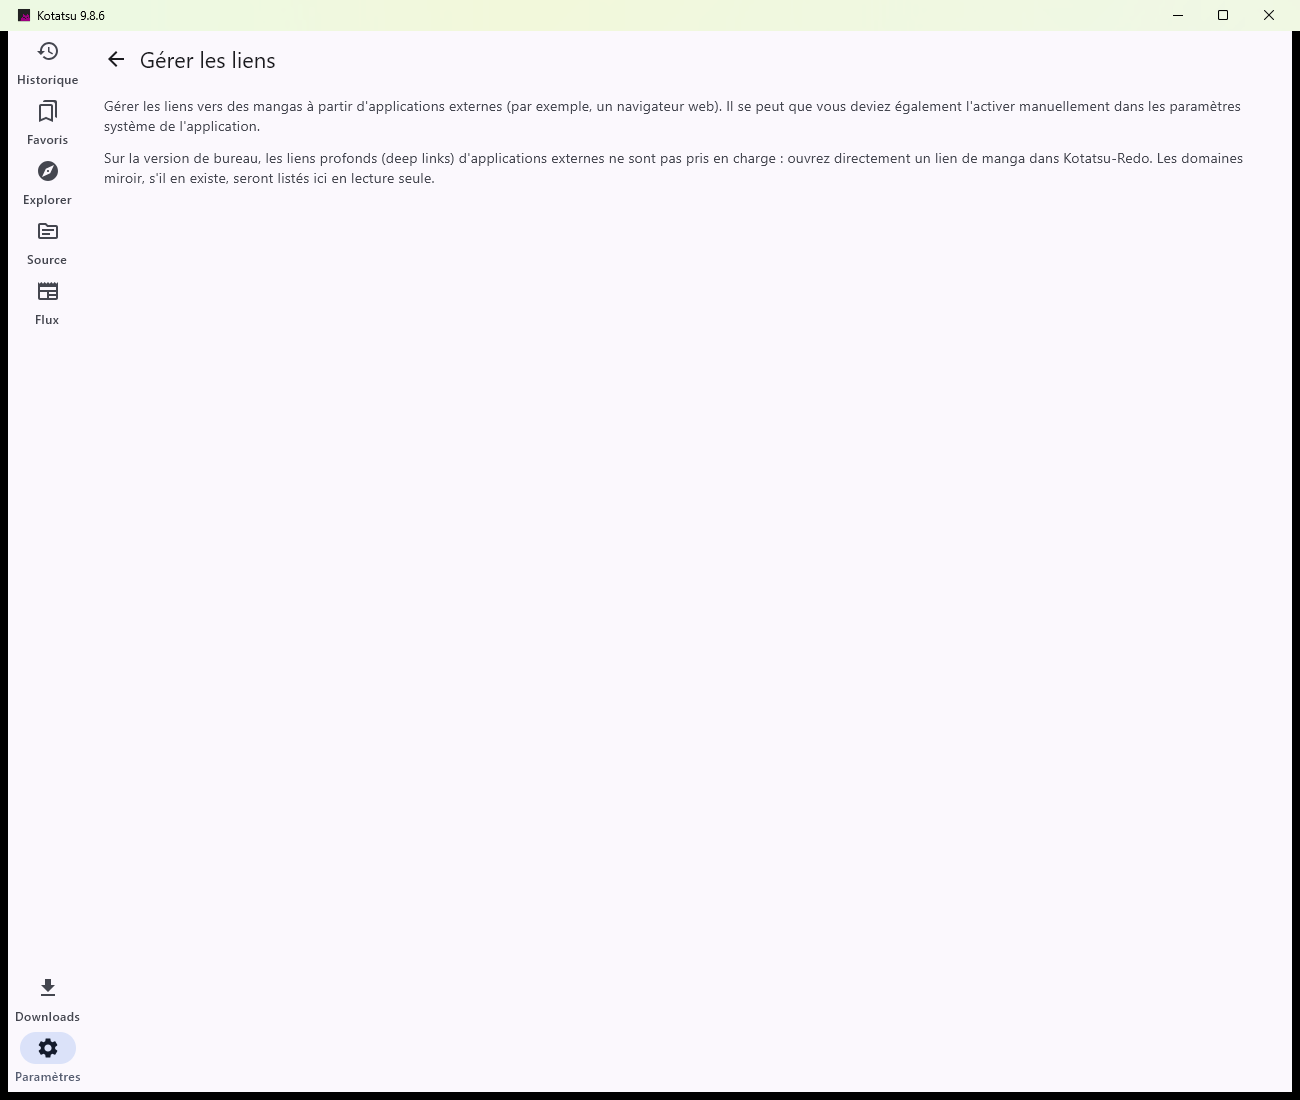 Kotatsu 9.8.6
Historique
Favoris
Explorer
Source
Flux
Gérer les liens
Gérer les liens vers des mangas à partir d'applications externes (par exemple, un navigateur web). Il se peut que vous deviez également l'activer manuellement dans les paramètres
système de l'application.
Sur la version de bureau, les liens profonds (deep links) d'applications externes ne sont pas pris en charge : ouvrez directement un lien de manga dans Kotatsu-Redo. Les domaines
miroir, s'il en existe, seront listés ici en lecture seule.
Downloads
Paramètres